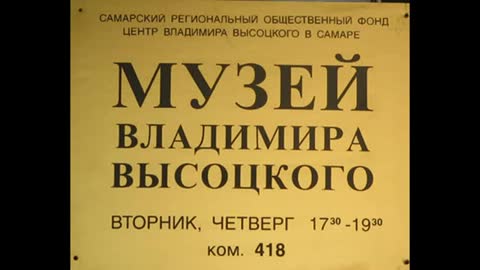 САМАРСКИЙ РЕГИОНАЛЬНЫЙ ОБЩЕСТВЕННЫЙ ФОНД
ЦЕНТР ВЛАДИМИРА ВЫСОЦКОГО В САМАРЕ
МУЗЕЙ
ВЛАДИМИРА
ВЫСОЦКОГО
ВТОРНИК, ЧЕТВЕРГ 17³⁰-19³⁰
ком. 418